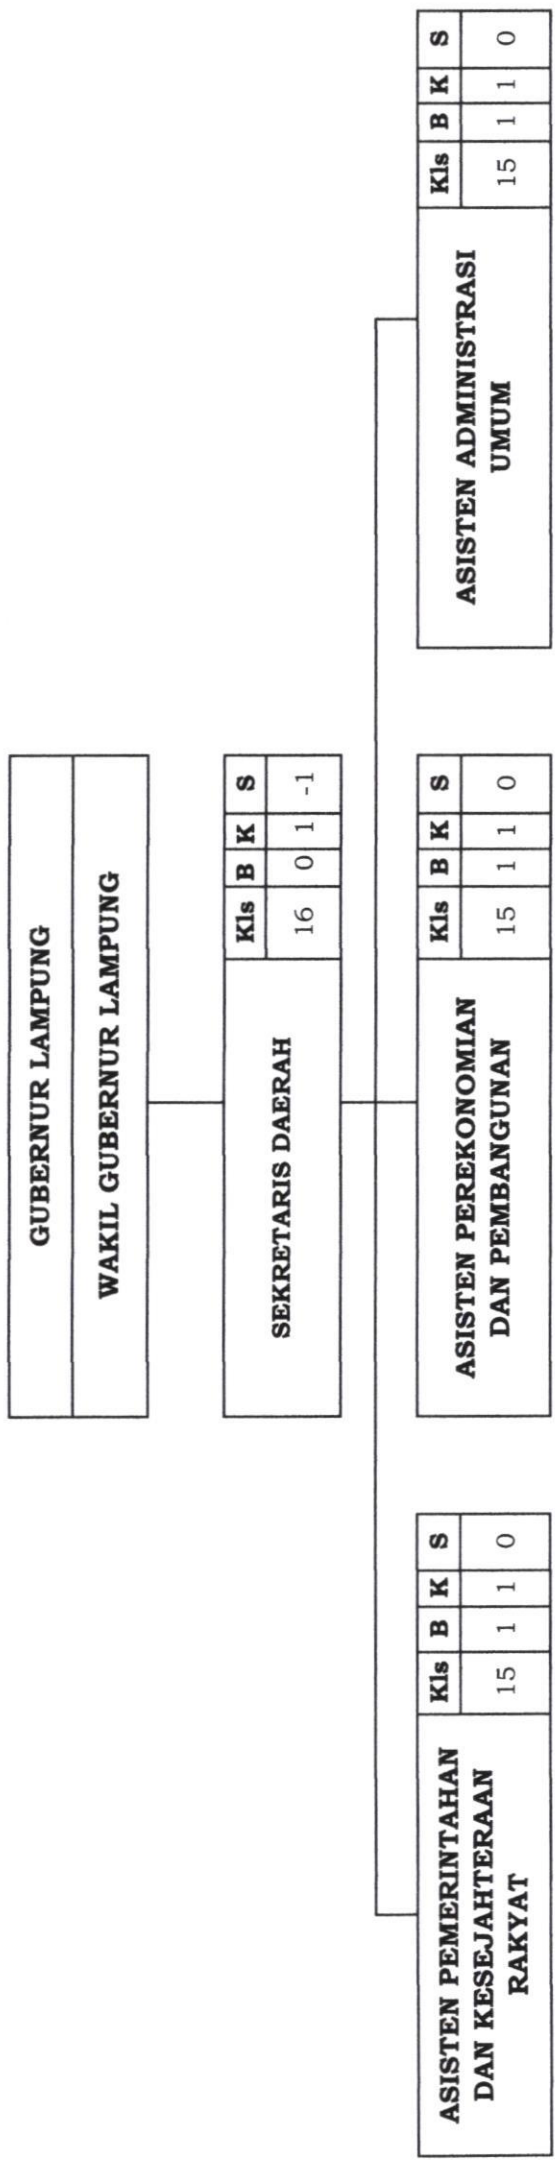 GUBERNUR LAMPUNG
WAKIL GUBERNUR LAMPUNG
SEKRETARIS DAERAH
Kls B K S
16 0 1 -1
ASISTEN PEMERINTAHAN
DAN KESEJAHTERAAN
RAKYAT
Kls B K S
15 1 1 0
ASISTEN PEREKONOMIAN
DAN PEMBANGUNAN
Kls B K S
15 1 1 0
ASISTEN ADMINISTRASI
UMUM
Kls B K S
15 1 1 0